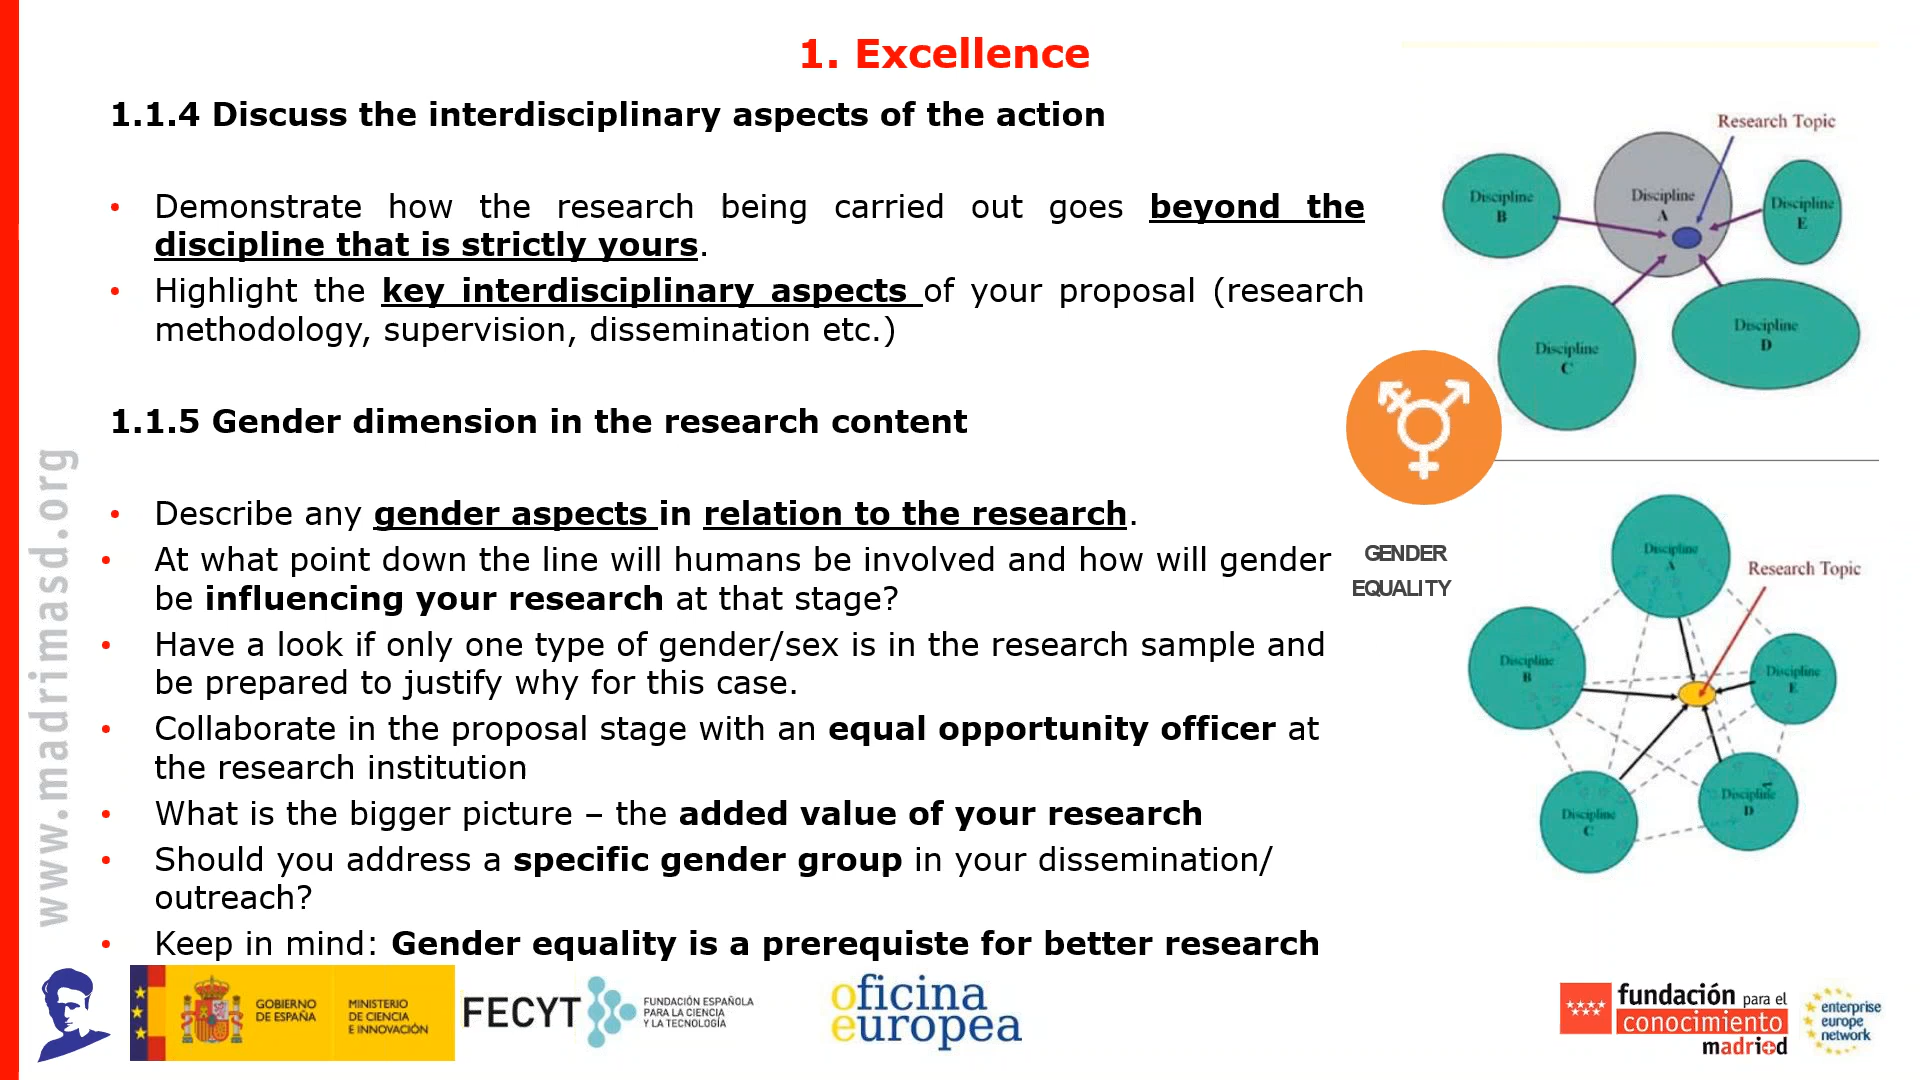 1. Excellence
1.1.4 Discuss the interdisciplinary aspects of the action
• Demonstrate how the research being carried out goes beyond the
discipline that is strictly yours.
• Highlight the key interdisciplinary aspects of your proposal (research
methodology, supervision, dissemination etc.)
1.1.5 Gender dimension in the research content
• Describe any gender aspects in relation to the research.
• At what point down the line will humans be involved and how will gender
be influencing your research at that stage?
• Have a look if only one type of gender/sex is in the research sample and
be prepared to justify why for this case.
• Collaborate in the proposal stage with an equal opportunity officer at
the research institution
• What is the bigger picture – the added value of your research
• Should you address a specific gender group in your dissemination/
outreach?
• Keep in mind: Gender equality is a prerequiste for better research
Research Topic
Discipline
B
Discipline
A
Discipline
E
Discipline
C
Discipline
D
GENDER
EQUALITY
Discipline
A
Research Topic
Discipline
B
Discipline
E
Discipline
C
Discipline
D
www.madrimasd.org
GOBIERNO
DE ESPAÑA
MINISTERIO
DE CIENCIA
E INNOVACIÓN
FECYT
FUNDACIÓN ESPAÑOLA
PARA LA CIENCIA
Y LA TECNOLOGÍA
oficina
europea
fundación para el
conocimiento
madri+d
enterprise
europe
network